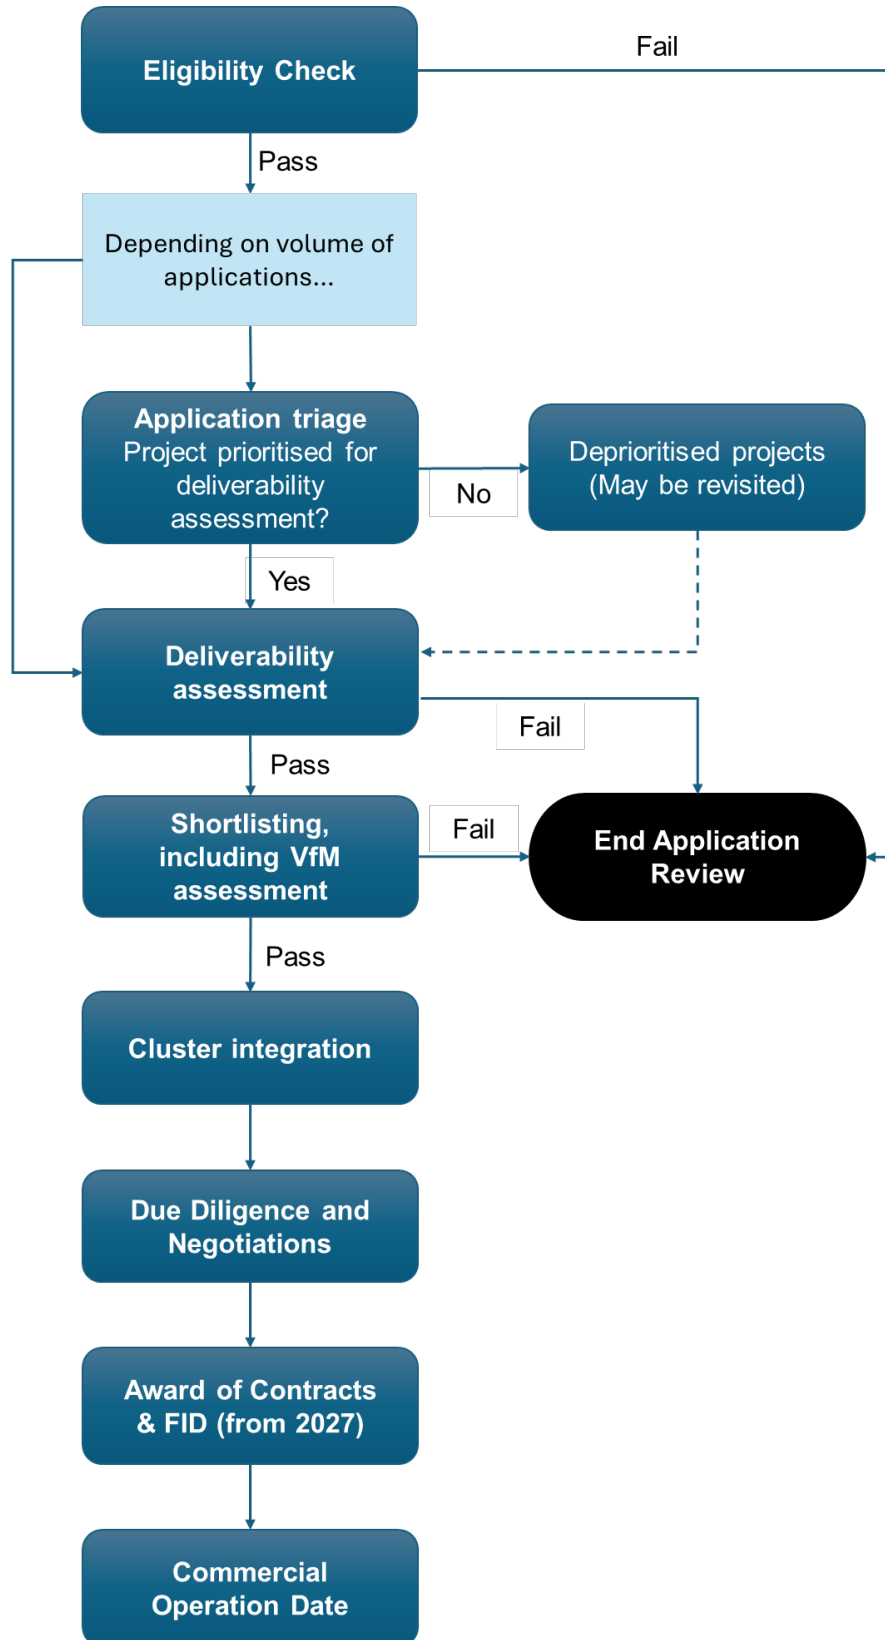 Eligibility Check
Fail
Pass
Depending on volume of
applications...
Application triage
Project prioritised for
deliverability
assessment?
No
Deprioritised projects
(May be revisited)
Yes
Deliverability
assessment
Fail
Pass
Shortlisting,
including VfM
assessment
Fail
End Application
Review
Pass
Cluster integration
Due Diligence and
Negotiations
Award of Contracts
& FID (from 2027)
Commercial
Operation Date